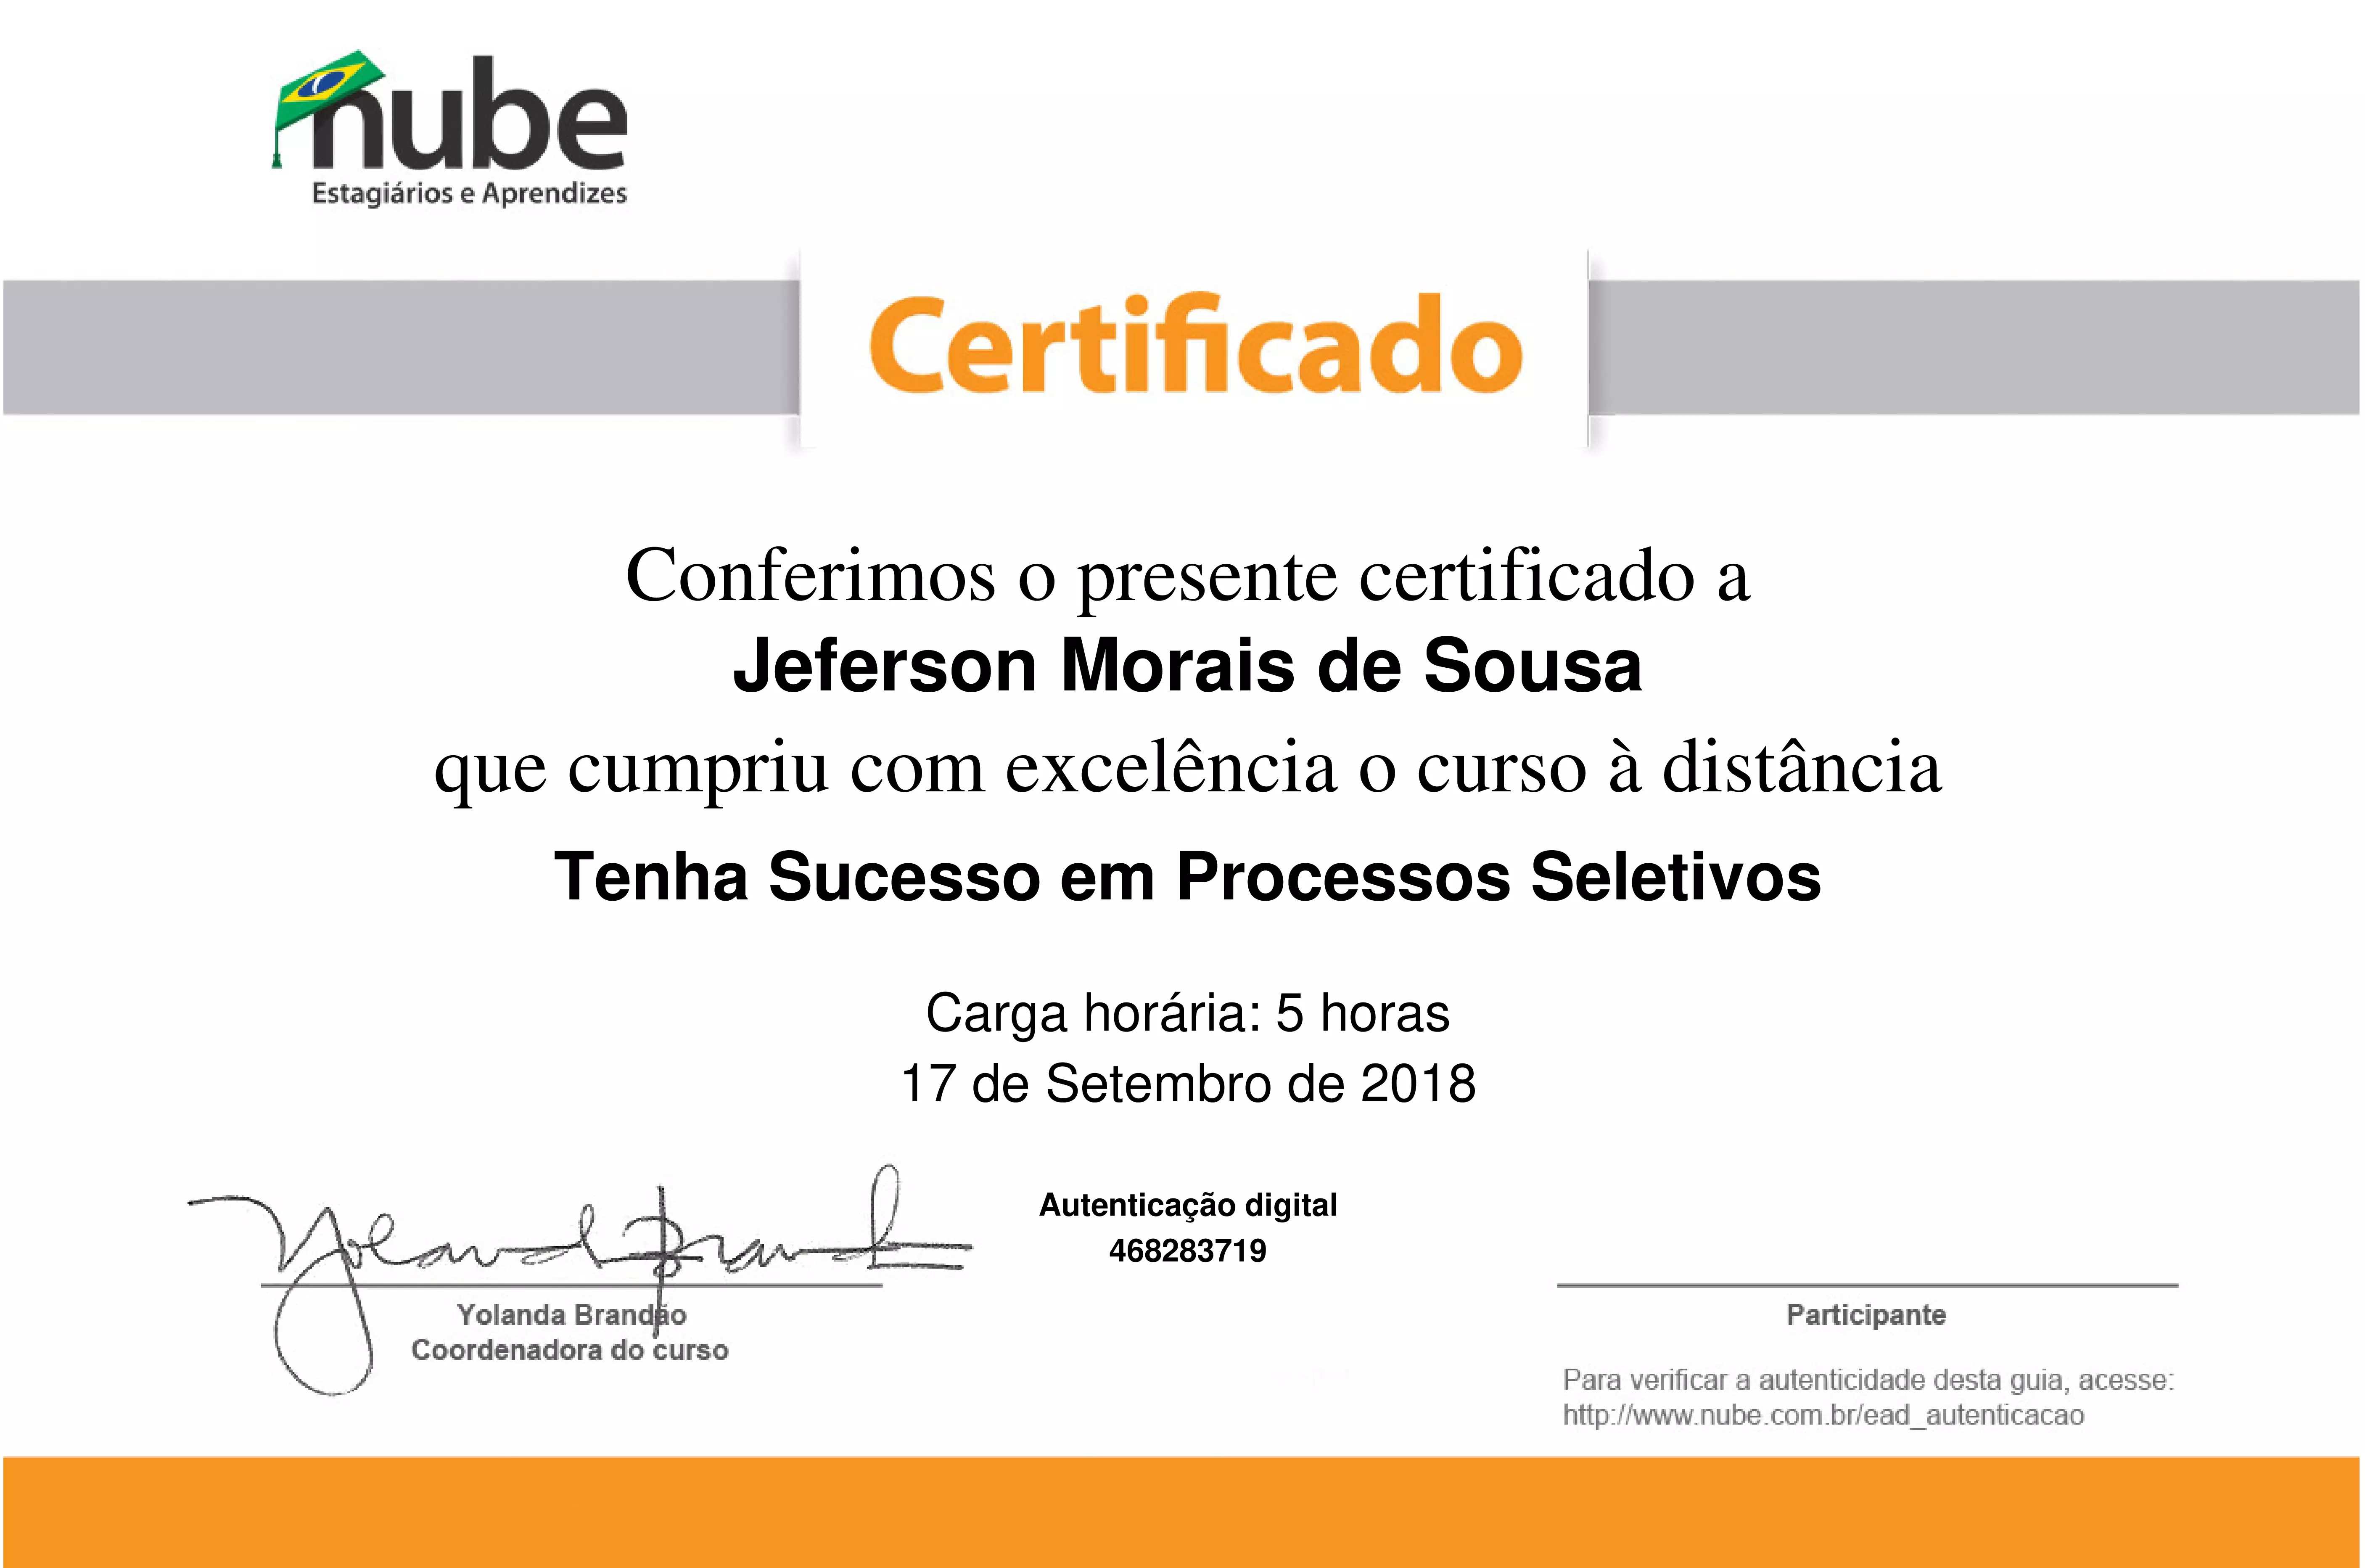 nube
Estagiários e Aprendizes
Certificado
Conferimos o presente certificado a
Jeferson Morais de Sousa
que cumpriu com excelência o curso à distância
Tenha Sucesso em Processos Seletivos
Carga horária: 5 horas
17 de Setembro de 2018
Autenticação digital
468283719
Yolanda Brandão
Coordenadora do curso
Participante
Para verificar a autenticidade desta guia, acesse:
http://www.nube.com.br/ead_autenticacao